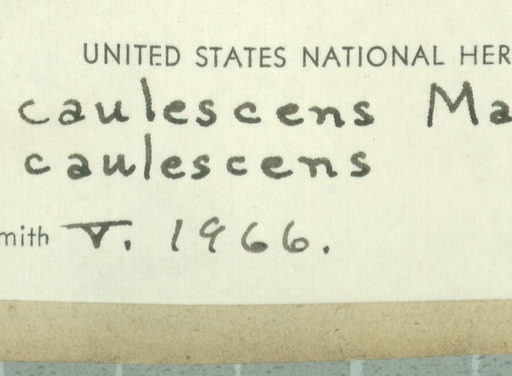 UNITED STATES NATIONAL HER
caulescens Ma
caulescens
mith V. 1966.